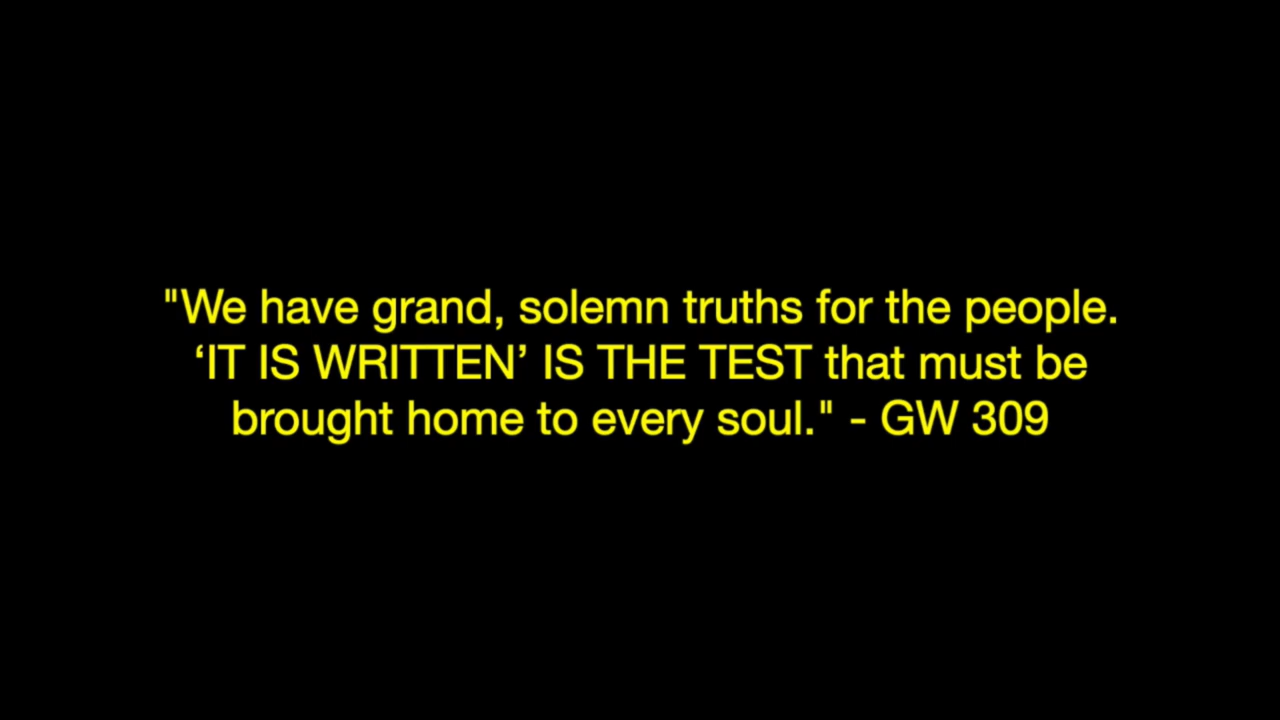 "We have grand, solemn truths for the people.
‘IT IS WRITTEN’ IS THE TEST that must be
brought home to every soul." - GW 309